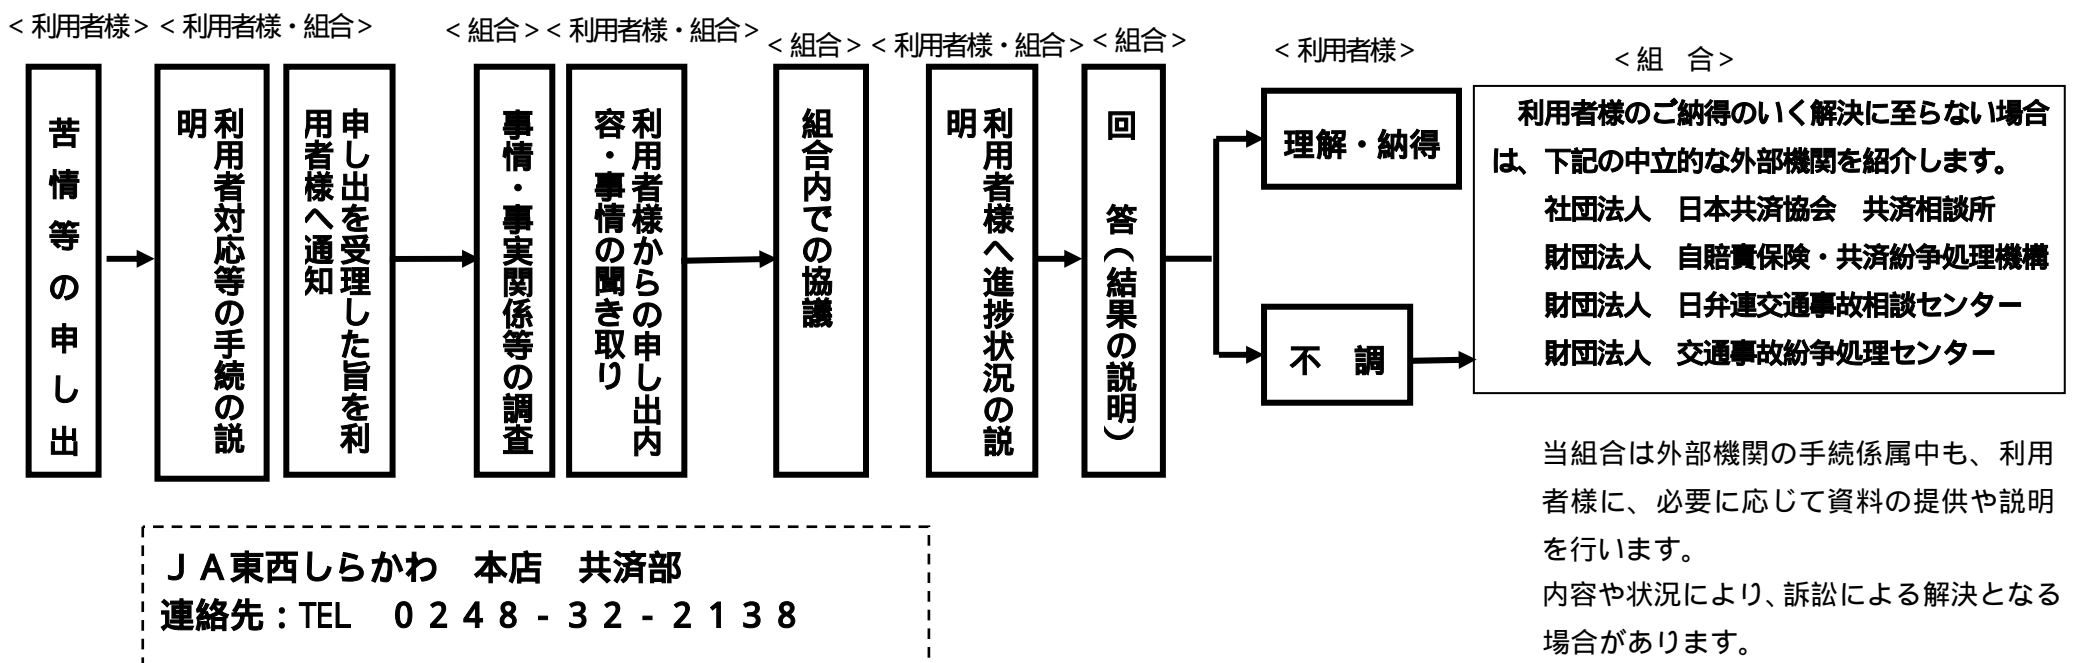 ＜利用者様＞
＜利用者様・組合＞
＜組合＞
＜利用者様・組合＞
＜組合＞
＜利用者様・組合＞
＜組合＞
＜利用者様＞
＜組　合＞
苦情等の申し出
利用者対応等の手続の説
明
申し出を受理した旨を利
用者様へ通知
事情・事実関係等の調査
利用者様からの申し出内
容・事情の聞き取り
組合内での協議
利用者様へ進捗状況の説
明
回　答（結果の説明）
理解・納得
不　調
利用者様のご納得のいく解決に至らない場合
は、下記の中立的な外部機関を紹介します。
社団法人　日本共済協会　共済相談所
財団法人　自賠責保険・共済紛争処理機構
財団法人　日弁連交通事故相談センター
財団法人　交通事故紛争処理センター
当組合は外部機関の手続係属中も、利用
者様に、必要に応じて資料の提供や説明
を行います。
内容や状況により、訴訟による解決となる
場合があります。
ＪＡ東西しらかわ　本店　共済部
連絡先：TEL　０２４８-３２-２１３８